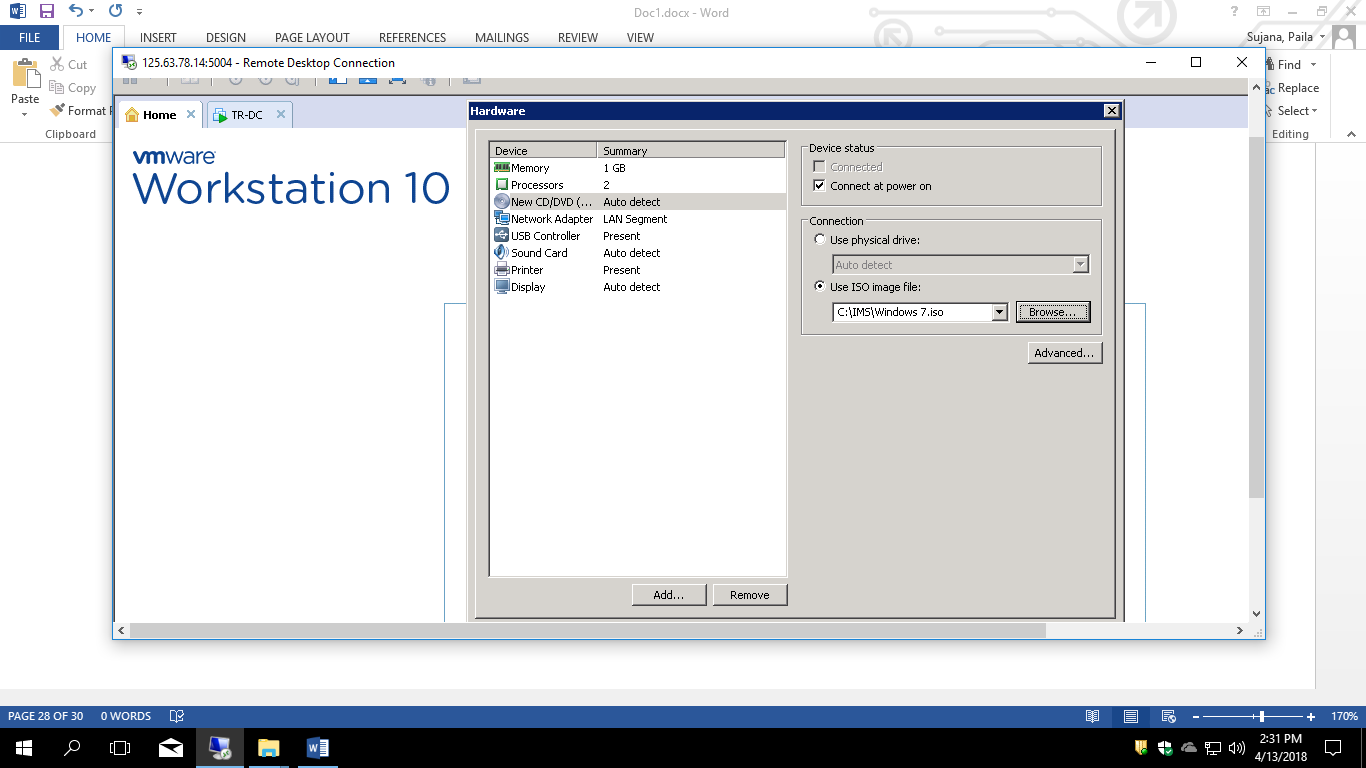 Doc1.docx - Word
FILE
HOME
INSERT
DESIGN
PAGE LAYOUT
REFERENCES
MAILINGS
REVIEW
VIEW
Sujana, Paila
Paste
Cut
Copy
Format
Clipboard
Find
Replace
Select
Editing
125.63.78.14:5004 - Remote Desktop Connection
Home
TR-DC
vmware
Workstation 10
Hardware
Device Summary
Memory 1 GB
Processors 2
New CD/DVD (... Auto detect
Network Adapter LAN Segment
USB Controller Present
Sound Card Auto detect
Printer Present
Display Auto detect
Add...
Remove
Device status
Connected
Connect at power on
Connection
Use physical drive:
Auto detect
Use ISO image file:
C:\IMS\Windows 7.iso
Browse...
Advanced...
PAGE 28 OF 30
0 WORDS
170%
2:31 PM
4/13/2018